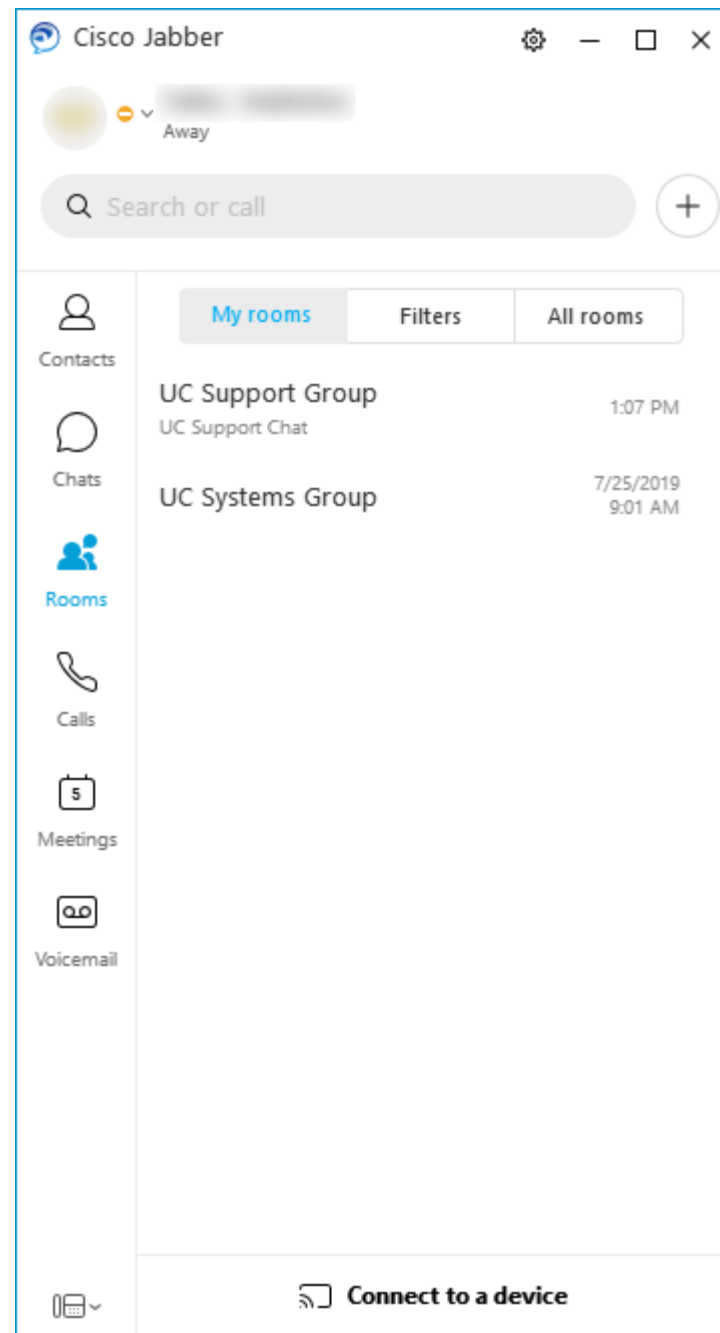 Cisco Jabber
Away
Search or call
My rooms
Filters
All rooms
Contacts
Chats
Rooms
Calls
5
Meetings
Voicemail
UC Support Group
1:07 PM
UC Support Chat
UC Systems Group
7/25/2019
9:01 AM
Connect to a device